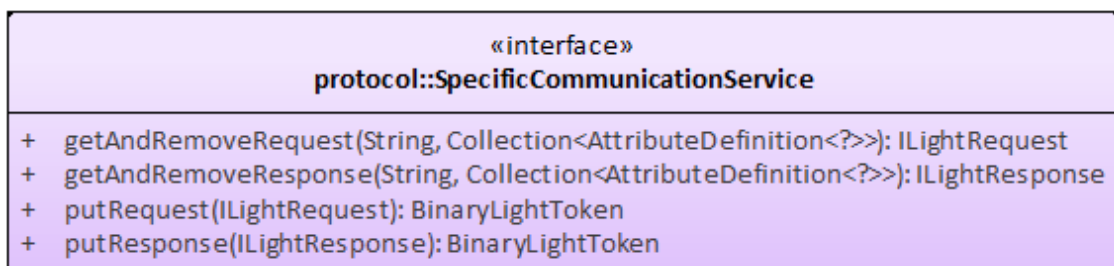 «interface»
protocol::SpecificCommunicationService
+ getAndRemoveRequest(String, Collection<AttributeDefinition<?>>): ILightRequest
+ getAndRemoveResponse(String, Collection<AttributeDefinition<?>>): ILightResponse
+ putRequest(ILightRequest): BinaryLightToken
+ putResponse(ILightResponse): BinaryLightToken